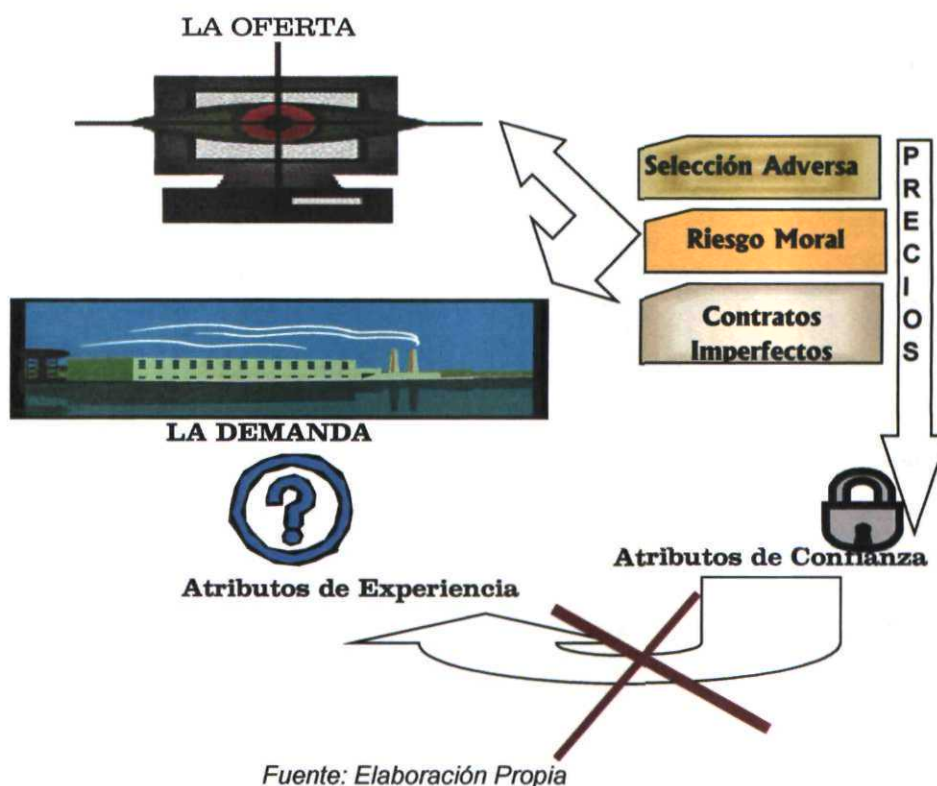 LA OFERTA
Selección Adversa
Riesgo Moral
Contratos
Imperfectos
PRECIOS
LA DEMANDA
Atributos de Confianza
Atributos de Experiencia
Fuente: Elaboración Propia